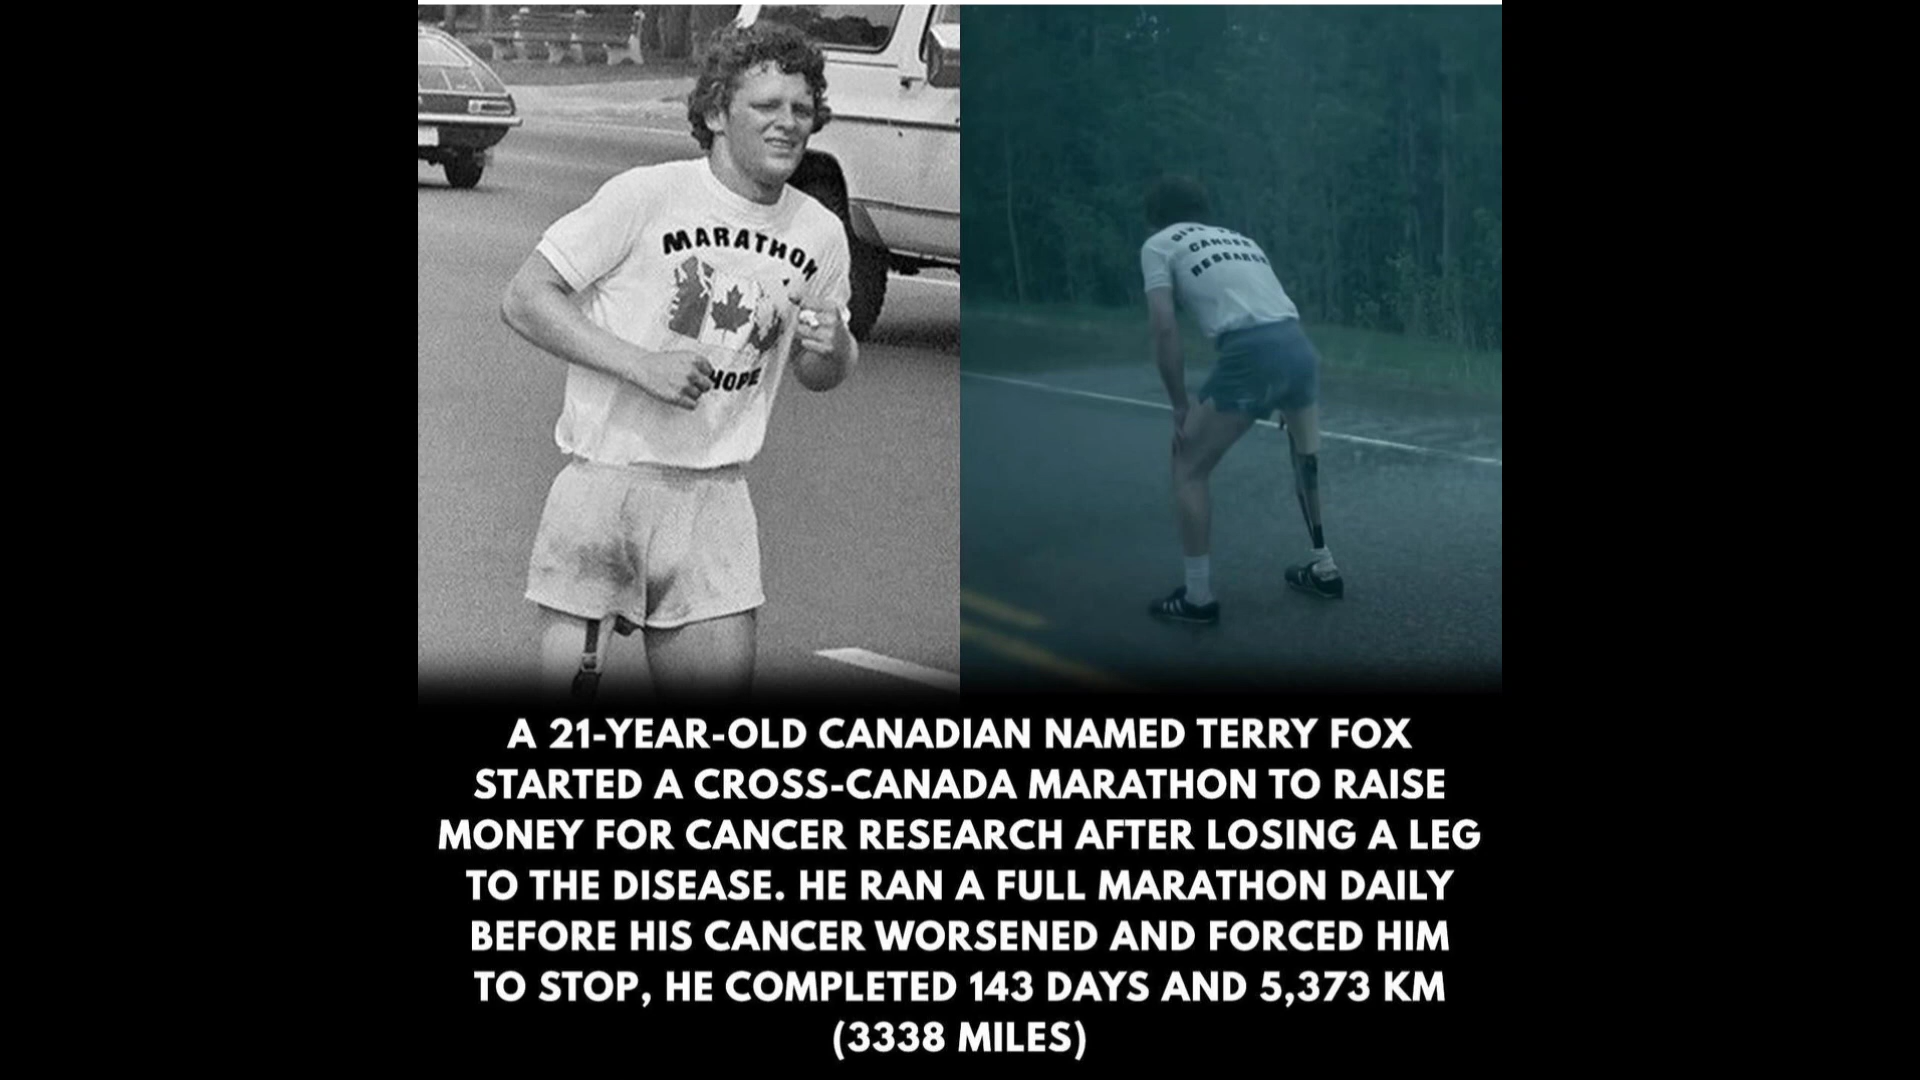 MARATHON
HOPE
CANCER
RESEARCH
A 21-YEAR-OLD CANADIAN NAMED TERRY FOX
STARTED A CROSS-CANADA MARATHON TO RAISE
MONEY FOR CANCER RESEARCH AFTER LOSING A LEG
TO THE DISEASE. HE RAN A FULL MARATHON DAILY
BEFORE HIS CANCER WORSENED AND FORCED HIM
TO STOP, HE COMPLETED 143 DAYS AND 5,373 KM
(3338 MILES)